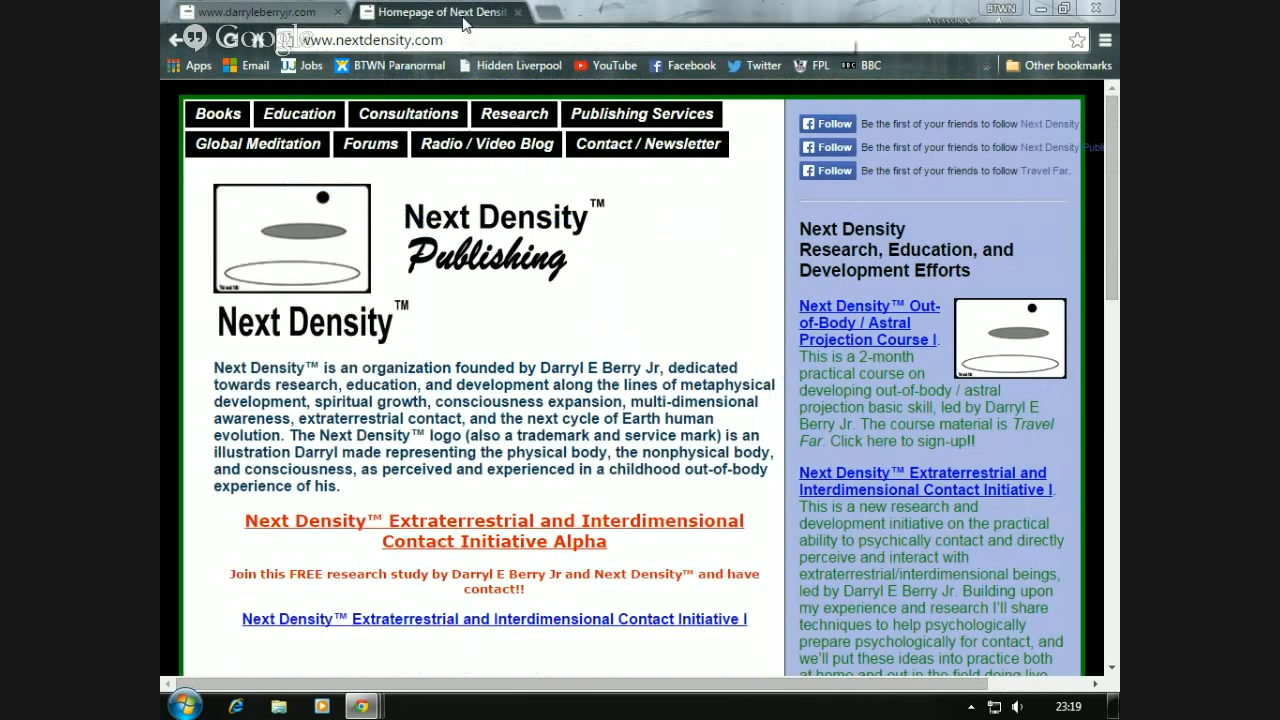 www.darryleberryjr.com
Homepage of Next Densit
BTWN
Google
www.nextdensity.com
Apps
Email
Jobs
BTWN Paranormal
Hidden Liverpool
YouTube
Facebook
Twitter
FPL
BBC
BBC
Other bookmarks
Books
Education
Consultations
Research
Publishing Services
Global Meditation
Forums
Radio / Video Blog
Contact / Newsletter
Next Density™
Publishing
Next Density™
Next Density™ is an organization founded by Darryl E Berry Jr, dedicated
towards research, education, and development along the lines of metaphysical
development, spiritual growth, consciousness expansion, multi-dimensional
awareness, extraterrestrial contact, and the next cycle of Earth human
evolution. The Next Density™ logo (also a trademark and service mark) is an
illustration Darryl made representing the physical body, the nonphysical body,
and consciousness, as perceived and experienced in a childhood out-of-body
experience of his.
Next Density™ Extraterrestrial and Interdimensional
Contact Initiative Alpha
Join this FREE research study by Darryl E Berry Jr and Next Density™ and have
contact!!
Next Density™ Extraterrestrial and Interdimensional Contact Initiative I
Follow Be the first of your friends to follow Next Density
Follow Be the first of your friends to follow Next Density Publi
Follow Be the first of your friends to follow Travel Far.
Next Density
Research, Education, and
Development Efforts
Next Density™ Out-
of-Body / Astral
Projection Course I.
This is a 2-month
practical course on
developing out-of-body / astral
projection basic skill, led by Darryl E
Berry Jr. The course material is Travel
Far. Click here to sign-up!!
Next Density™ Extraterrestrial and
Interdimensional Contact Initiative I.
This is a new research and
development initiative on the practical
ability to psychically contact and directly
perceive and interact with
extraterrestrial/interdimensional beings,
led by Darryl E Berry Jr. Building upon
my experience and research I'll share
techniques to help psychologically
prepare psychologically for contact, and
we'll put these ideas into practice both
at home and out in the field doing live
23:19